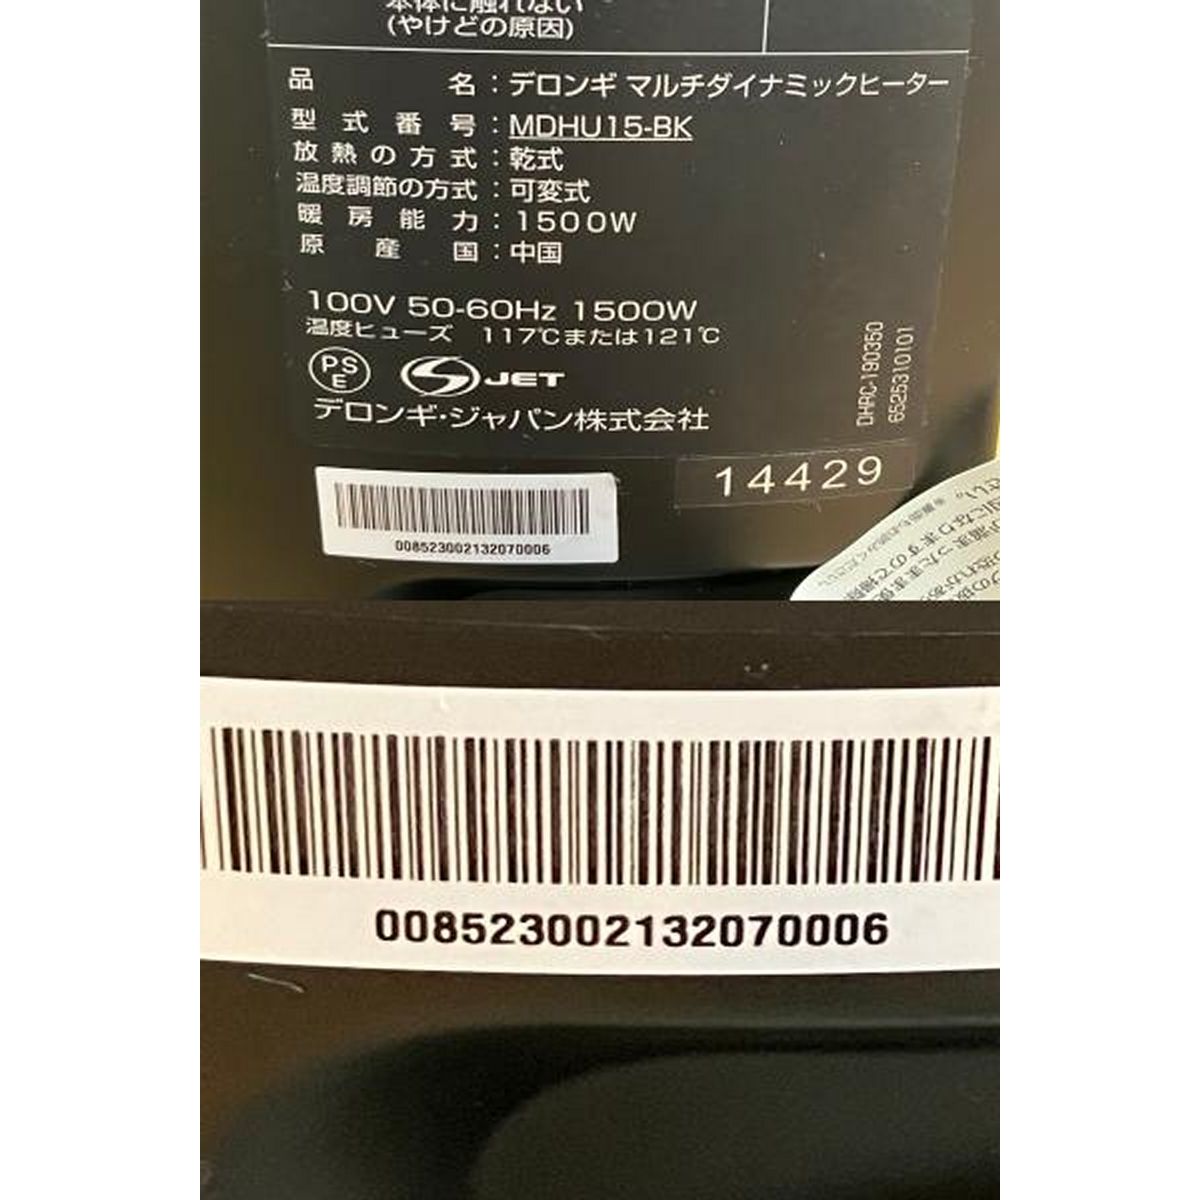 本体に触れない
(やけどの原因)
品名：デロンギ マルチダイナミックヒーター
型式番号：MDHU15-BK
放熱の方式：乾式
温度調節の方式：可変式
暖房能力：1500W
原産国：中国
100V 50-60Hz 1500W
温度ヒューズ 117℃または121℃
PSE JET
デロンギ・ジャパン株式会社
DHRC-190350
6525310101
14429
008523002132070006
008523002132070006